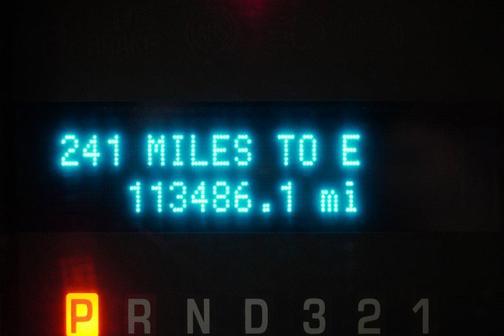 241 MILES TO E
113486.1 mi
P R N D 3 2 1